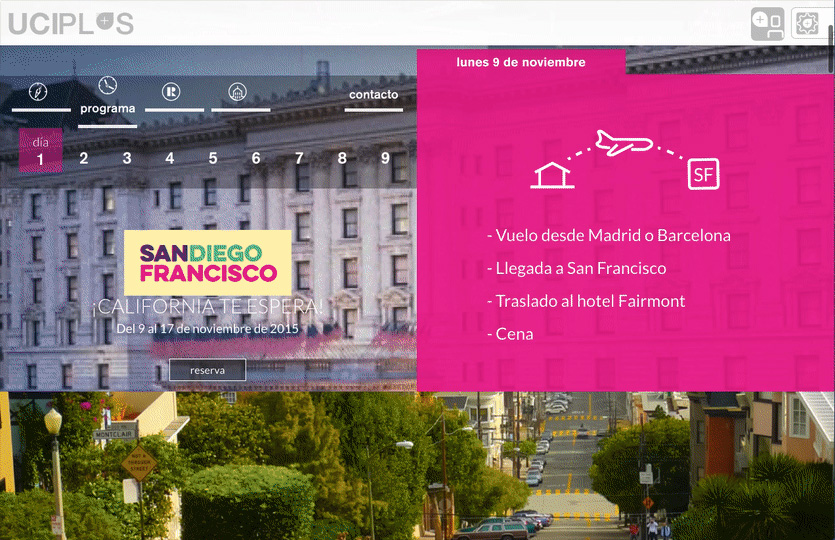 UCIPLUS
lunes 9 de noviembre
programa
contacto
día
1 2 3 4 5 6 7 8 9
SF
SANDIEGO
FRANCISCO
¡CALIFORNIA TE ESPERA!
Del 9 al 17 de noviembre de 2015
reserva
- Vuelo desde Madrid o Barcelona
- Llegada a San Francisco
- Traslado al hotel Fairmont
- Cena
MONTCLAIR